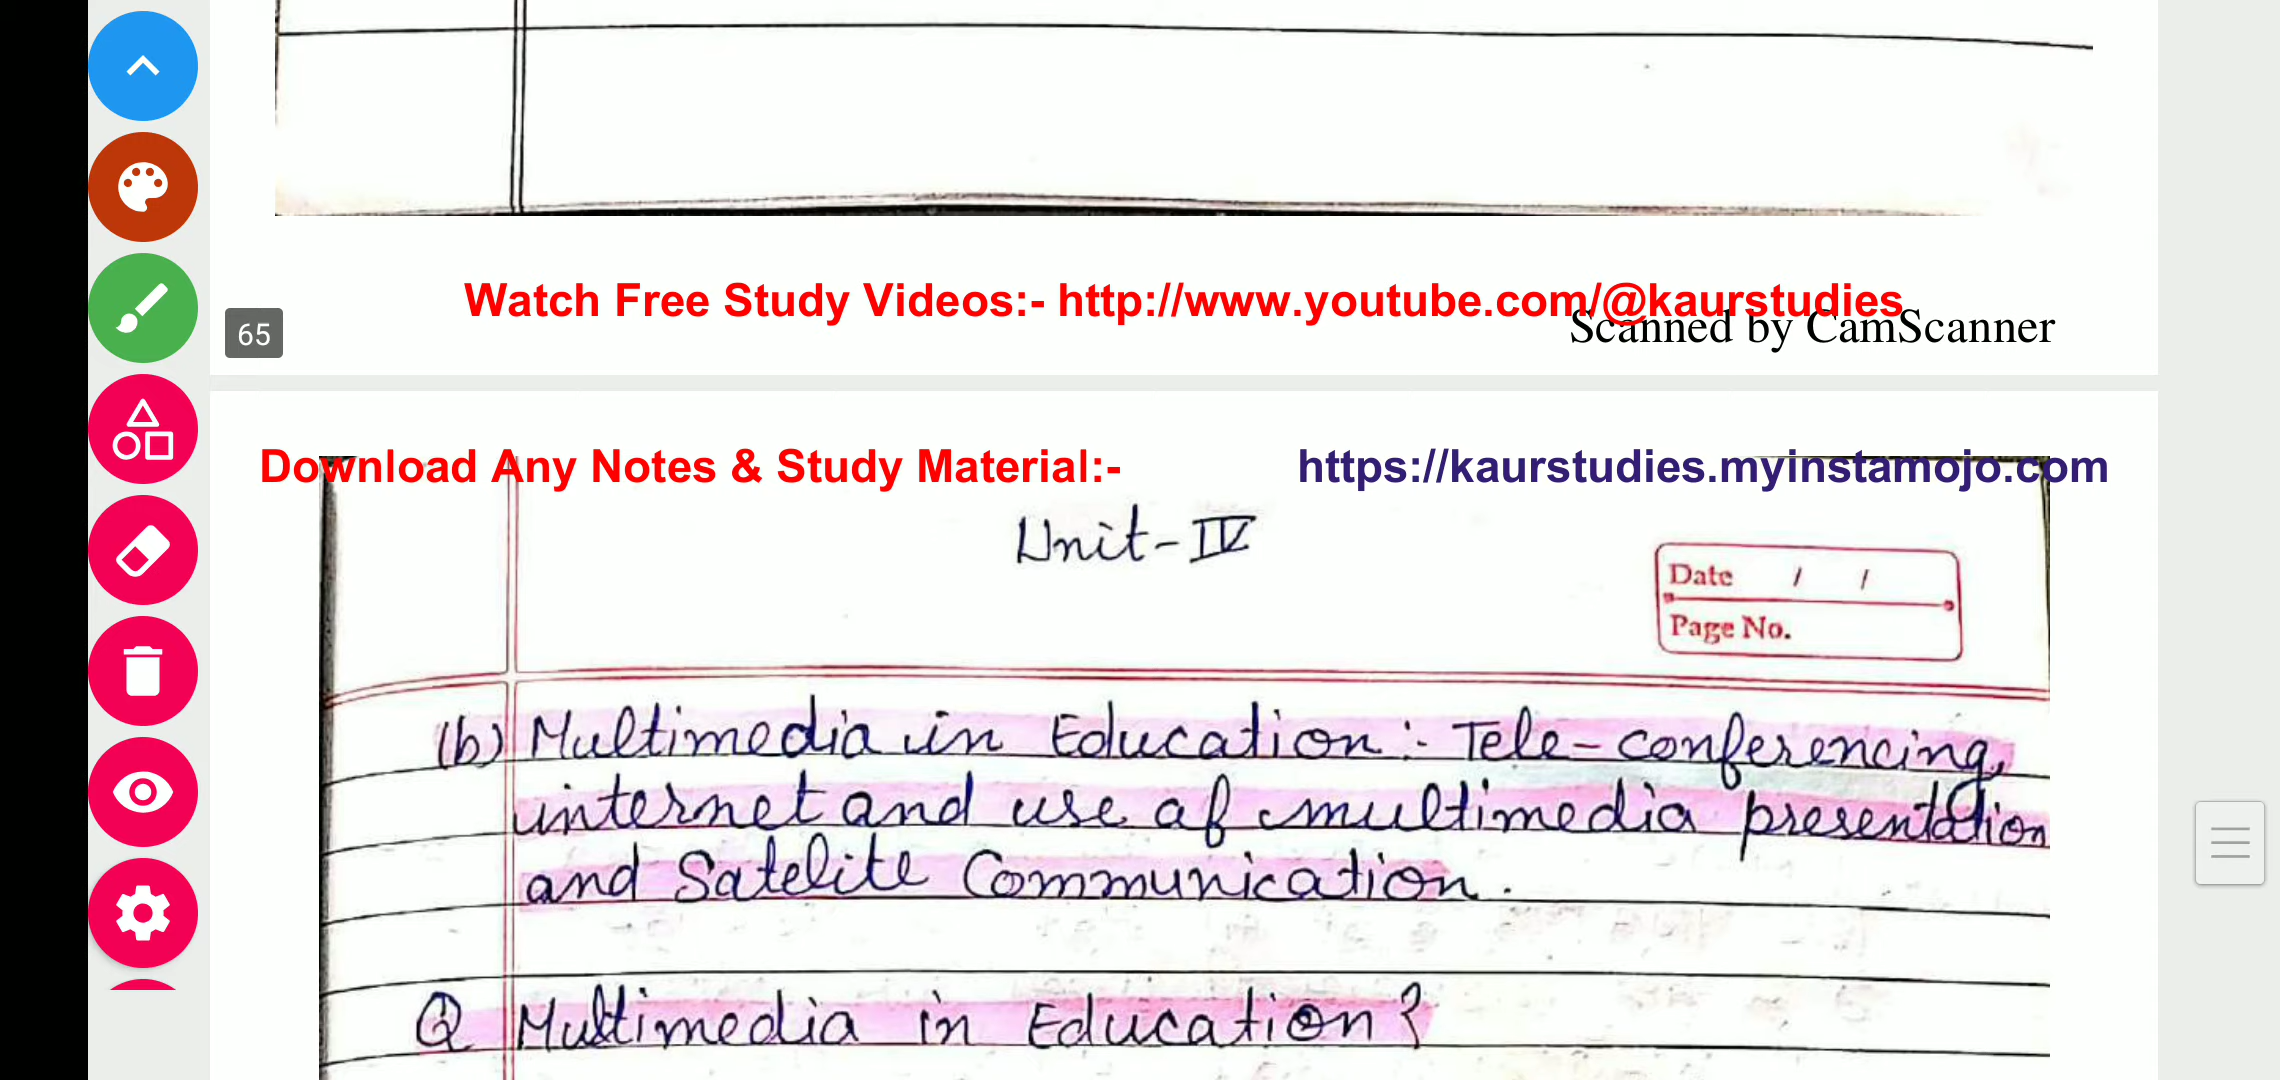 Watch Free Study Videos:- http://www.youtube.com/@kaurstudies
Scanned by CamScanner
65
Download Any Notes & Study Material:- https://kaurstudies.myinstamojo.com
Unit-IV
Date / /
Page No.
(b) Multimedia in Education:- Tele-conferencing,
internet and use of multimedia presentation
and Satelite Communication.
Q Multimedia in Education?